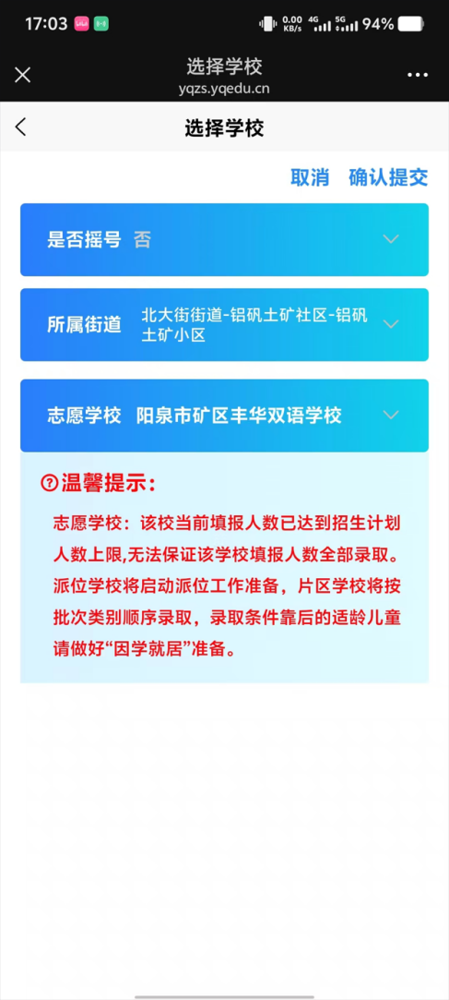 17:03 0.00 KB/s 4G 5G 94%
选择学校
yqzs.yqedu.cn
选择学校
取消 确认提交
是否摇号 否
所属街道 北大街街道-铝矾土矿社区-铝矾
土矿小区
志愿学校 阳泉市矿区丰华双语学校
?温馨提示：
志愿学校：该校当前填报人数已达到招生计划
人数上限,无法保证该学校填报人数全部录取。
派位学校将启动派位工作准备，片区学校将按
批次类别顺序录取，录取条件靠后的适龄儿童
请做好“因学就居”准备。